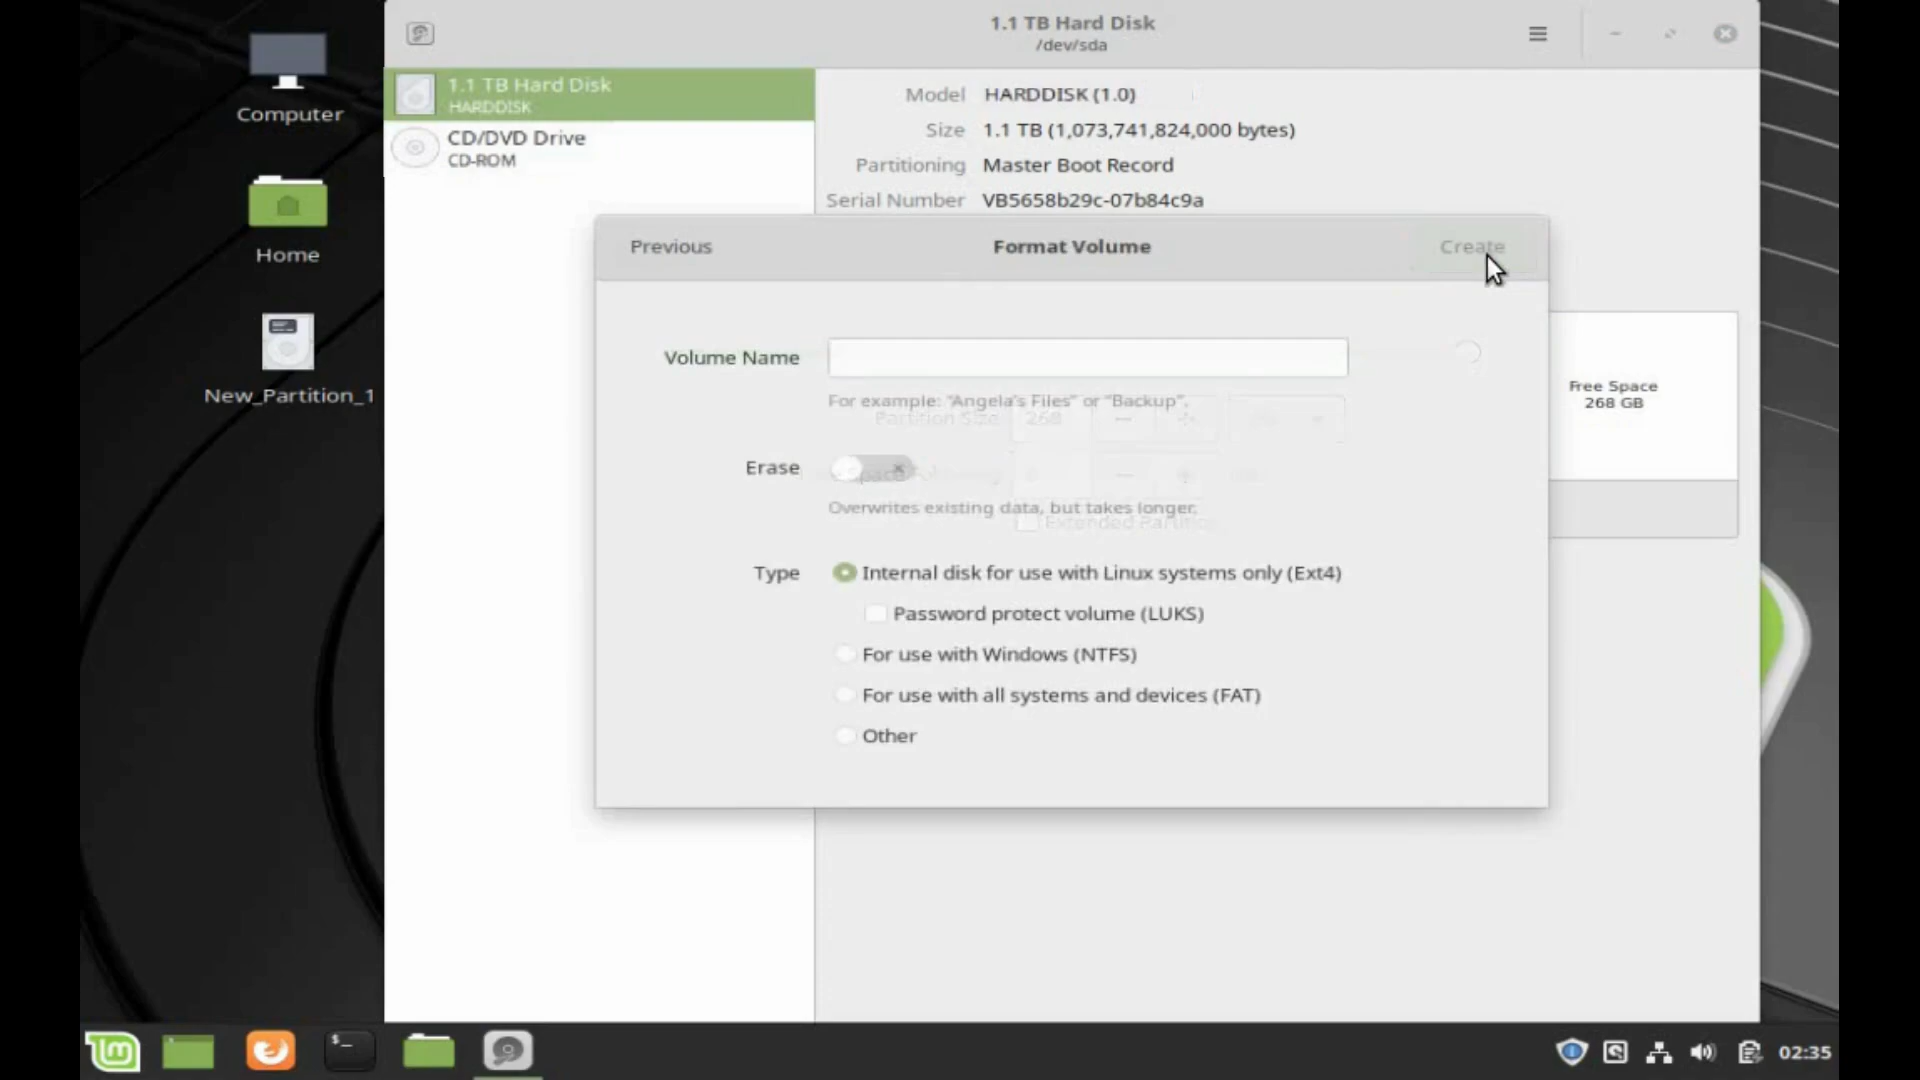 1.1 TB Hard Disk
/dev/sda
Computer
Home
New_Partition_1
1.1 TB Hard Disk
HARDDISK
CD/DVD Drive
CD-ROM
Model HARDDISK (1.0)
Size 1.1 TB (1,073,741,824,000 bytes)
Partitioning Master Boot Record
Serial Number VB5658b29c-07b84c9a
Previous
Format Volume
Create
Volume Name
For example: “Angela’s Files” or “Backup”.
Partition Size 268
Erase
Overwrites existing data, but takes longer.
Extended Partition
Type
Internal disk for use with Linux systems only (Ext4)
Password protect volume (LUKS)
For use with Windows (NTFS)
For use with all systems and devices (FAT)
Other
Free Space
268 GB
$_
02:35